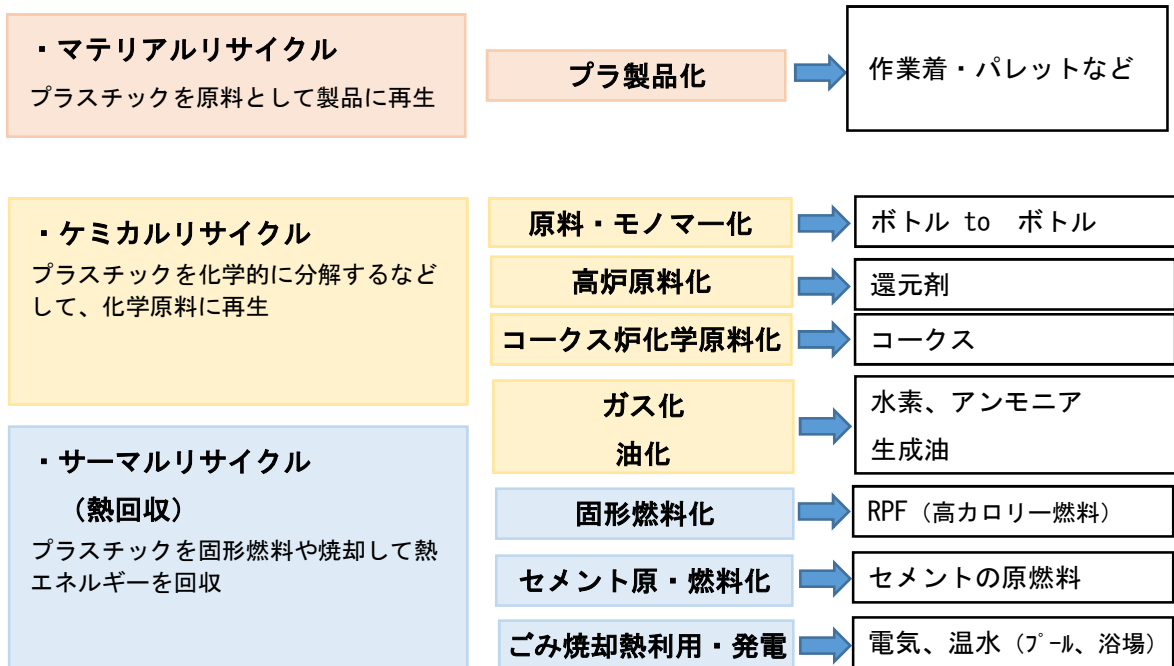 ・マテリアルリサイクル
プラスチックを原料として製品に再生
プラ製品化
作業着・パレットなど
・ケミカルリサイクル
プラスチックを化学的に分解するなど
して、化学原料に再生
原料・モノマー化
ボトル to ボトル
高炉原料化
還元剤
コークス炉化学原料化
コークス
ガス化
油化
水素、アンモニア
生成油
・サーマルリサイクル
（熱回収）
プラスチックを固形燃料や焼却して熱
エネルギーを回収
固形燃料化
RPF（高カロリー燃料）
セメント原・燃料化
セメントの原燃料
ごみ焼却熱利用・発電
電気、温水（ﾌﾟｰﾙ、浴場）